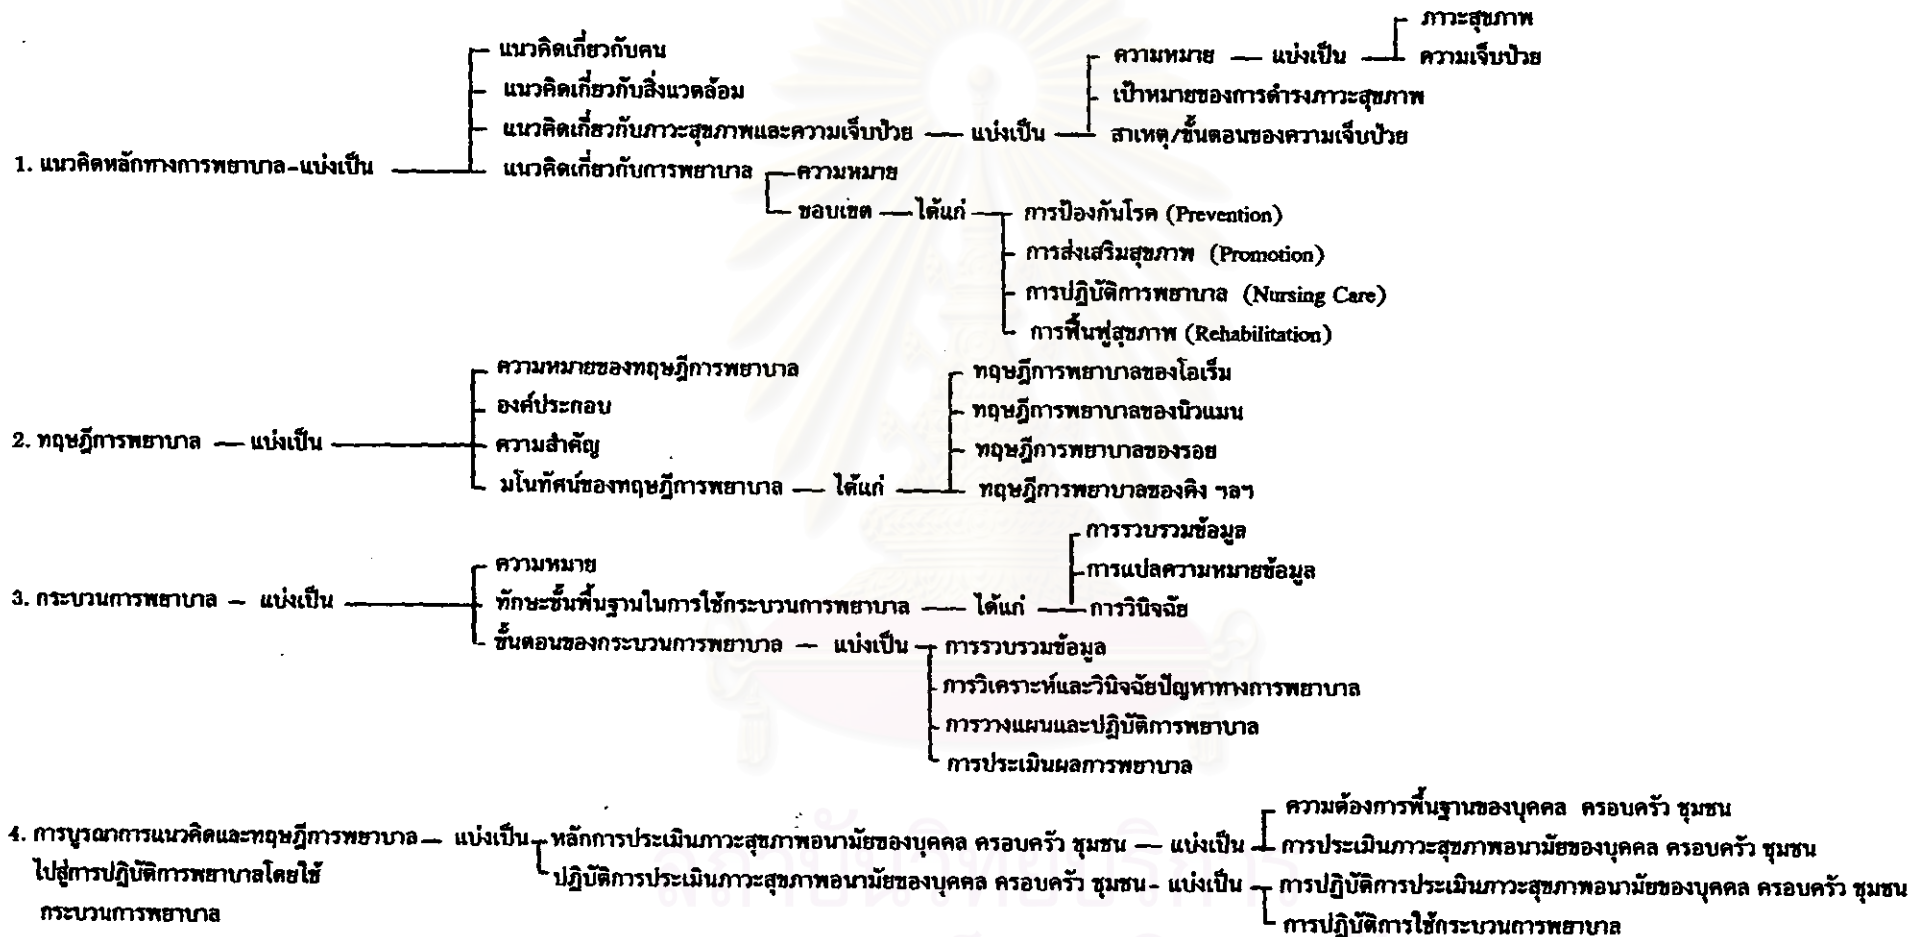 ภาวะสุขภาพ
แนวคิดเกี่ยวกับคน
ความหมาย — แบ่งเป็น — ความเจ็บป่วย
แนวคิดเกี่ยวกับสิ่งแวดล้อม
เป้าหมายของการดำรงภาวะสุขภาพ
แนวคิดเกี่ยวกับภาวะสุขภาพและความเจ็บป่วย — แบ่งเป็น — สาเหตุ/ขั้นตอนของความเจ็บป่วย
1. แนวคิดหลักทางการพยาบาล-แบ่งเป็น — แนวคิดเกี่ยวกับการพยาบาล
ความหมาย
ขอบเขต — ได้แก่ — การป้องกันโรค (Prevention)
การส่งเสริมสุขภาพ (Promotion)
การปฏิบัติการพยาบาล (Nursing Care)
การฟื้นฟูสุขภาพ (Rehabilitation)
ความหมายของทฤษฎีการพยาบาล
ทฤษฎีการพยาบาลของโอเร็ม
องค์ประกอบ
ทฤษฎีการพยาบาลของนิวแมน
2. ทฤษฎีการพยาบาล — แบ่งเป็น — ความสำคัญ
ทฤษฎีการพยาบาลของรอย
มโนทัศน์ของทฤษฎีการพยาบาล — ได้แก่ — ทฤษฎีการพยาบาลของคิง ฯลฯ
การรวบรวมข้อมูล
ความหมาย
การแปลความหมายข้อมูล
3. กระบวนการพยาบาล — แบ่งเป็น — ทักษะขั้นพื้นฐานในการใช้กระบวนการพยาบาล — ได้แก่ — การวินิจฉัย
ขั้นตอนของกระบวนการพยาบาล — แบ่งเป็น — การรวบรวมข้อมูล
การวิเคราะห์และวินิจฉัยปัญหาทางการพยาบาล
การวางแผนและปฏิบัติการพยาบาล
การประเมินผลการพยาบาล
ความต้องการพื้นฐานของบุคคล ครอบครัว ชุมชน
4. การบูรณาการแนวคิดและทฤษฎีการพยาบาล — แบ่งเป็น — หลักการประเมินภาวะสุขภาพอนามัยของบุคคล ครอบครัว ชุมชน — แบ่งเป็น — การประเมินภาวะสุขภาพอนามัยของบุคคล ครอบครัว ชุมชน
ไปสู่การปฏิบัติการพยาบาลโดยใช้
ปฏิบัติการประเมินภาวะสุขภาพอนามัยของบุคคล ครอบครัว ชุมชน - แบ่งเป็น — การปฏิบัติการประเมินภาวะสุขภาพอนามัยของบุคคล ครอบครัว ชุมชน
กระบวนการพยาบาล
การปฏิบัติการใช้กระบวนการพยาบาล
สถาบันวิทยบริการ